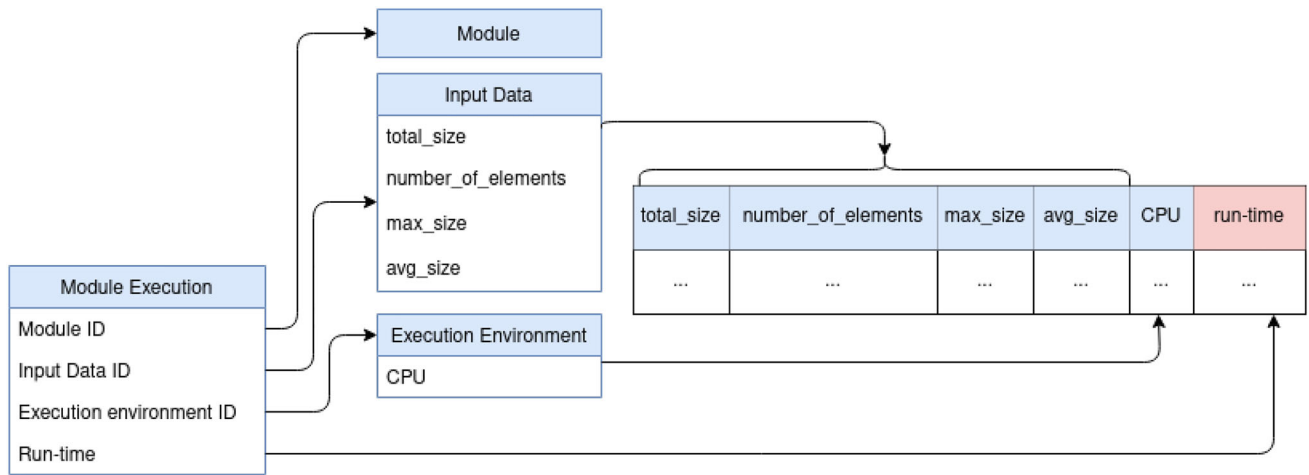 Module
Input Data
total_size
number_of_elements
max_size
avg_size
total_size number_of_elements max_size avg_size CPU run-time
... ... ... ... ... ...
Module Execution
Module ID
Input Data ID
Execution environment ID
Run-time
Execution Environment
CPU